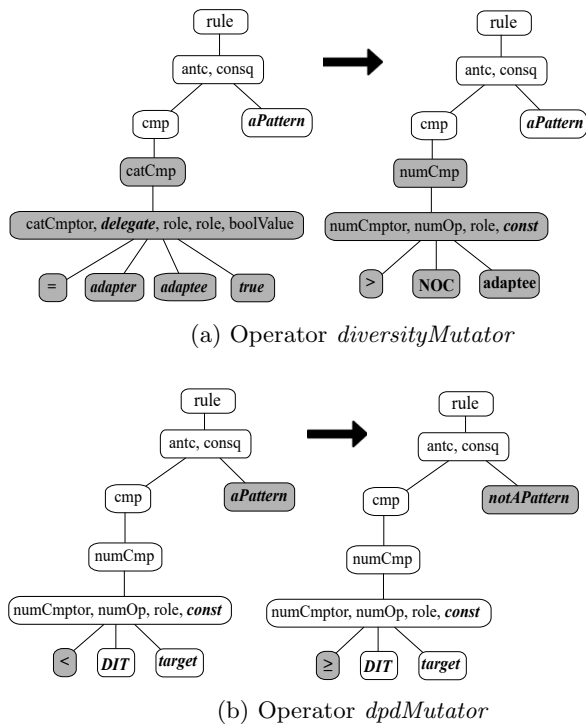 rule rule
antc, consq antc, consq
cmp aPattern cmp aPattern
catCmp numCmp
catCmptor, delegate, role, role, boolValue numCmptor, numOp, role, const
= adapter adaptee true > NOC adaptee
(a) Operator diversityMutator
rule rule
antc, consq antc, consq
cmp aPattern cmp notAPattern
numCmp numCmp
numCmptor, numOp, role, const numCmptor, numOp, role, const
< DIT target ≥ DIT target
(b) Operator dpdMutator